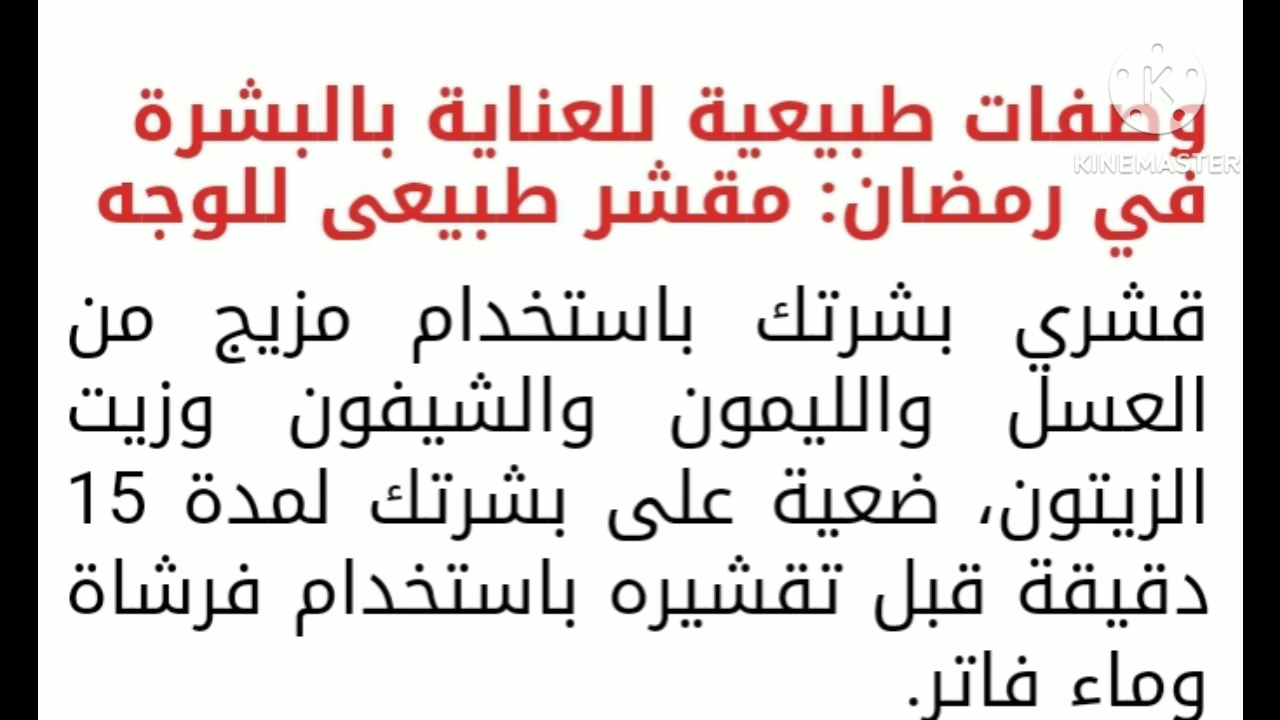 وصفات طبيعية للعناية بالبشرة
في رمضان: مقشر طبيعى للوجه
قشري بشرتك باستخدام مزيج من
العسل والليمون والشيفون وزيت
الزيتون، ضعية على بشرتك لمدة 15
دقيقة قبل تقشيره باستخدام فرشاة
وماء فاتر.
KINEMASTER